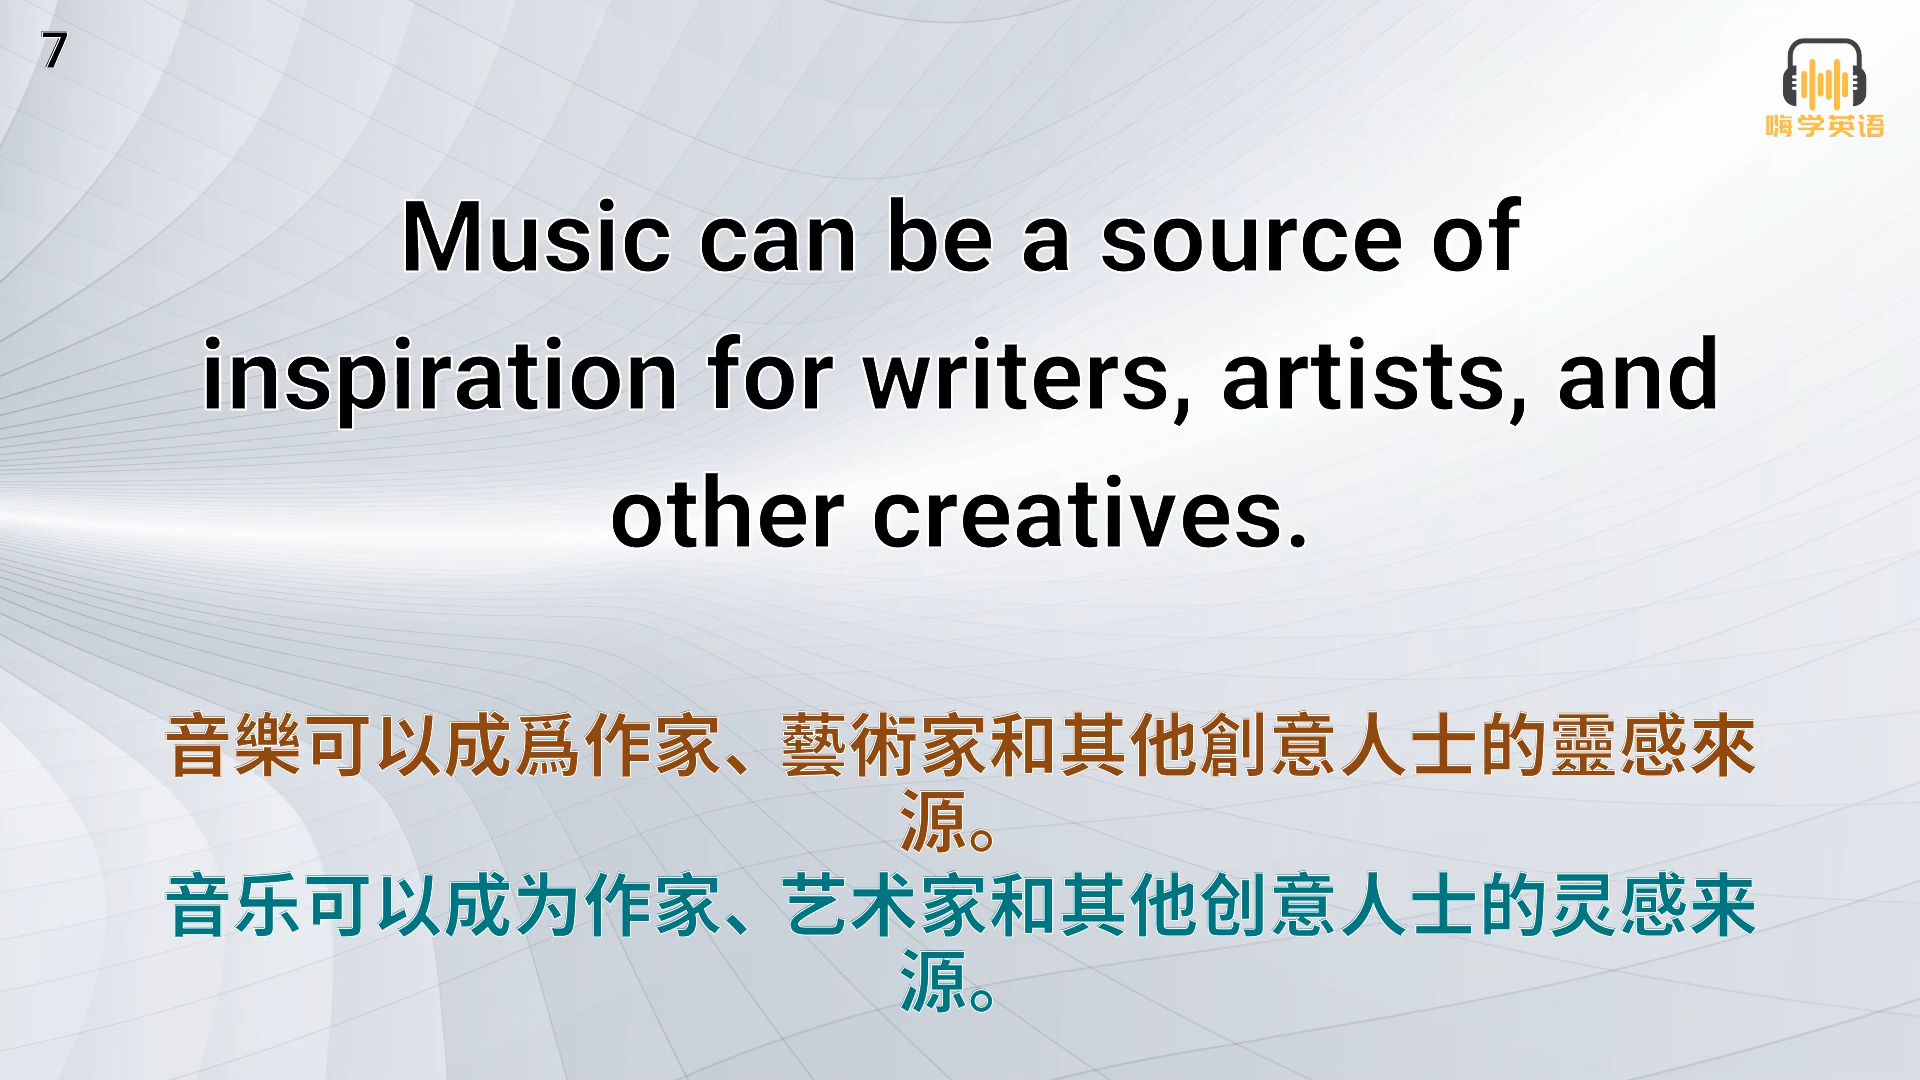 7
嗨学英语
Music can be a source of
inspiration for writers, artists, and
other creatives.
音樂可以成爲作家、藝術家和其他創意人士的靈感來
源。
音乐可以成为作家、艺术家和其他创意人士的灵感来
源。